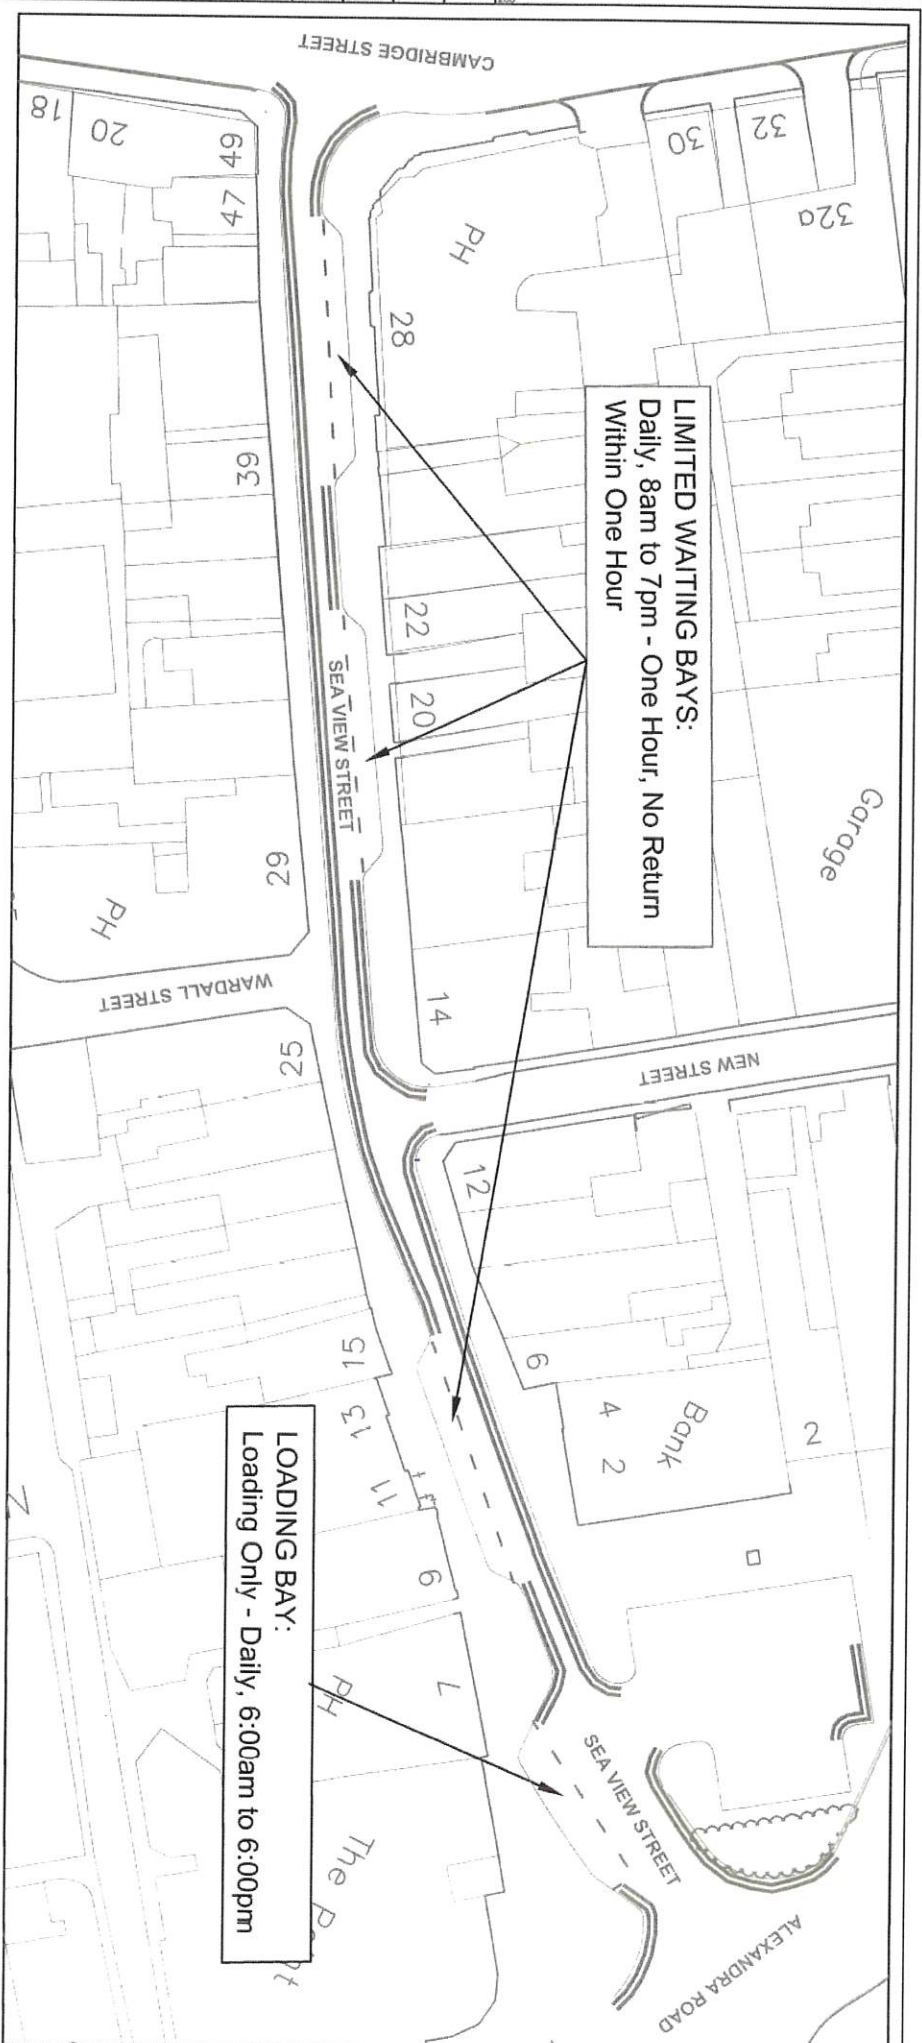 CAMBRIDGE STREET
18
20
49
47
30
32
32a
PH
28
39
LIMITED WAITING BAYS:
Daily, 8am to 7pm - One Hour, No Return
Within One Hour
22
20
SEA VIEW STREET
Garage
29
PH
14
WARDALL STREET
NEW STREET
25
12
15
13
11
9
4
2
Bank
2
9
7
LOADING BAY:
Loading Only - Daily, 6:00am to 6:00pm
PH
SEA VIEW STREET
The
ALEXANDRA ROAD